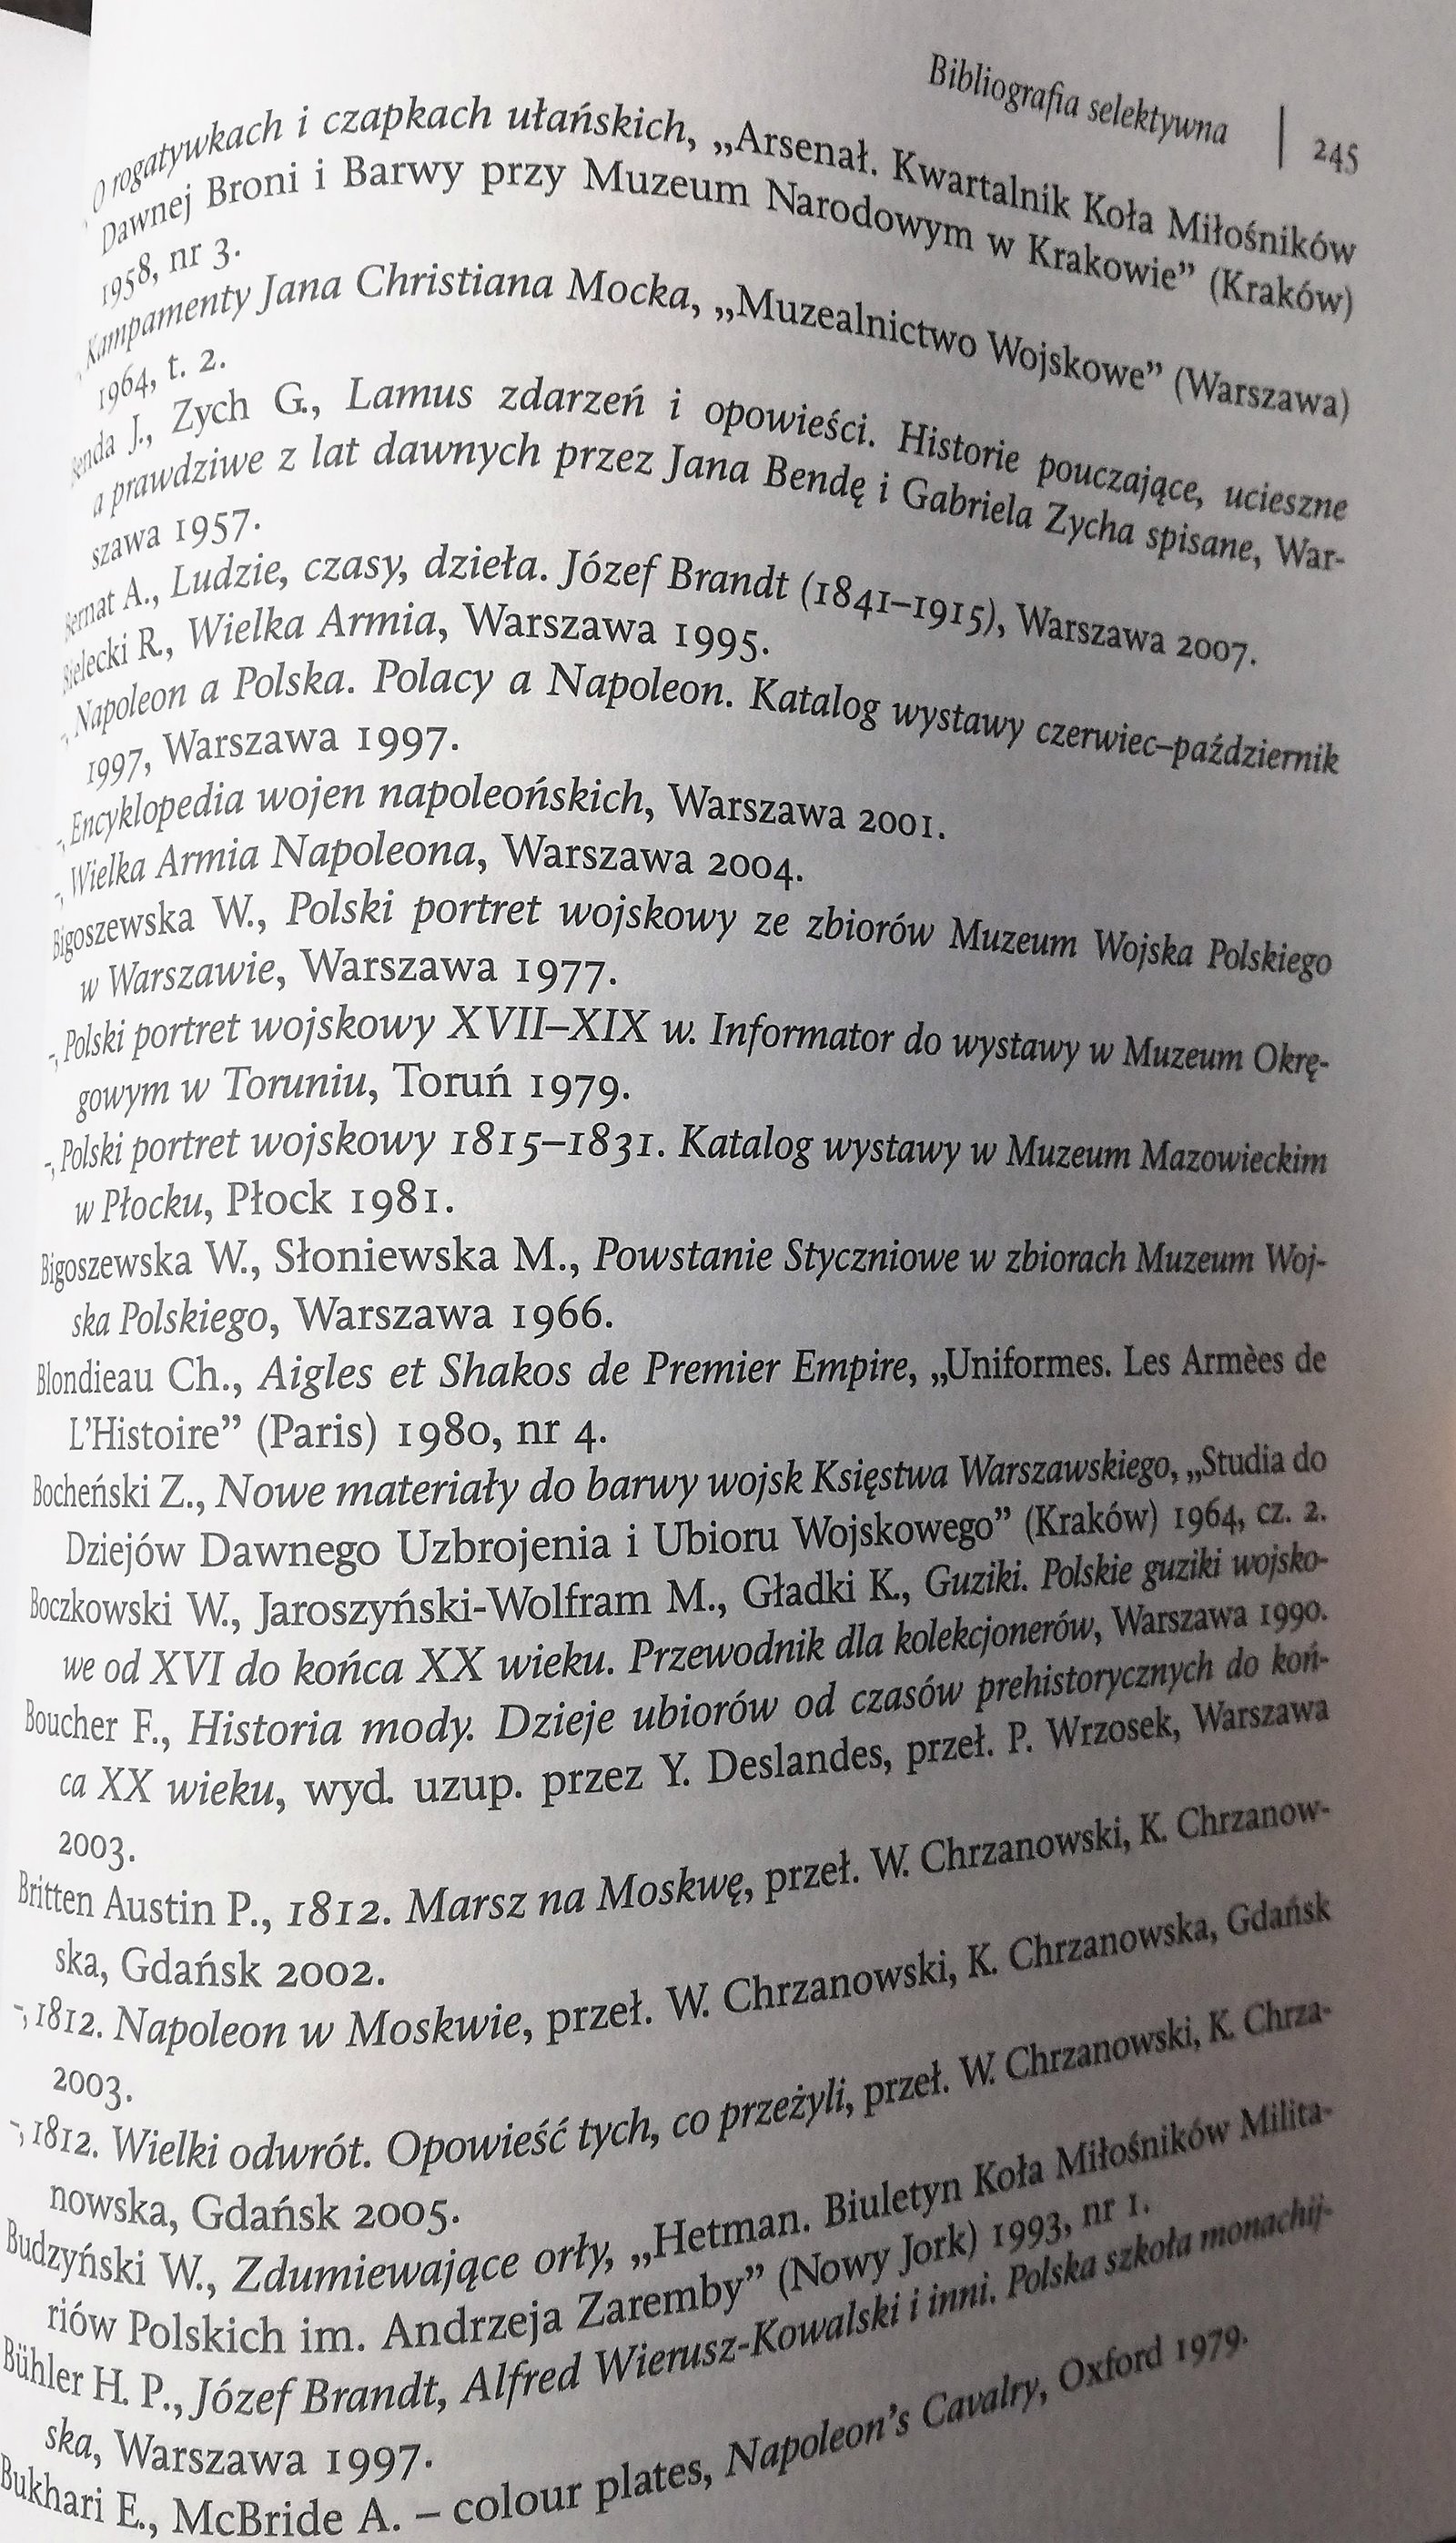 Bibliografia selektywna | 245
O rogatywkach i czapkach ułańskich, „Arsenał. Kwartalnik Koła Miłośników
Dawnej Broni i Barwy przy Muzeum Narodowym w Krakowie” (Kraków)
1958, nr 3.
-, Kampamenty Jana Christiana Mocka, „Muzealnictwo Wojskowe” (Warszawa)
1964, t. 2.
Benda J., Zych G., Lamus zdarzeń i opowieści. Historie pouczające, ucieszne
a prawdziwe z lat dawnych przez Jana Bendę i Gabriela Zycha spisane, War-
szawa 1957.
Bernat A., Ludzie, czasy, dzieła. Józef Brandt (1841–1915), Warszawa 2007.
Bielecki R., Wielka Armia, Warszawa 1995.
-, Napoleon a Polska. Polacy a Napoleon. Katalog wystawy czerwiec–październik
1997, Warszawa 1997.
-, Encyklopedia wojen napoleońskich, Warszawa 2001.
-, Wielka Armia Napoleona, Warszawa 2004.
Bigoszewska W., Polski portret wojskowy ze zbiorów Muzeum Wojska Polskiego
w Warszawie, Warszawa 1977.
-, Polski portret wojskowy XVII–XIX w. Informator do wystawy w Muzeum Okrę-
gowym w Toruniu, Toruń 1979.
-, Polski portret wojskowy 1815–1831. Katalog wystawy w Muzeum Mazowieckim
w Płocku, Płock 1981.
Bigoszewska W., Słoniewska M., Powstanie Styczniowe w zbiorach Muzeum Woj-
ska Polskiego, Warszawa 1966.
Blondieau Ch., Aigles et Shakos de Premier Empire, „Uniformes. Les Armèes de
L’Histoire” (Paris) 1980, nr 4.
Bocheński Z., Nowe materiały do barwy wojsk Księstwa Warszawskiego, „Studia do
Dziejów Dawnego Uzbrojenia i Ubioru Wojskowego” (Kraków) 1964, cz. 2.
Boczkowski W., Jaroszyński-Wolfram M., Gładki K., Guziki. Polskie guziki wojsko-
we od XVI do końca XX wieku. Przewodnik dla kolekcjonerów, Warszawa 1990.
Boucher F., Historia mody. Dzieje ubiorów od czasów prehistorycznych do koń-
ca XX wieku, wyd. uzup. przez Y. Deslandes, przeł. P. Wrzosek, Warszawa
2003.
Britten Austin P., 1812. Marsz na Moskwę, przeł. W. Chrzanowski, K. Chrzanow-
ska, Gdańsk 2002.
-, 1812. Napoleon w Moskwie, przeł. W. Chrzanowski, K. Chrzanowska, Gdańsk
2003.
-, 1812. Wielki odwrót. Opowieść tych, co przeżyli, przeł. W. Chrzanowski, K. Chrza-
nowska, Gdańsk 2005.
Budzyński W., Zdumiewające orły, „Hetman. Biuletyn Koła Miłośników Milita-
riów Polskich im. Andrzeja Zaremby” (Nowy Jork) 1993, nr 1.
Bühler H. P., Józef Brandt, Alfred Wierusz-Kowalski i inni. Polska szkoła monachij-
ska, Warszawa 1997.
Bukhari E., McBride A. – colour plates, Napoleon’s Cavalry, Oxford 1979.